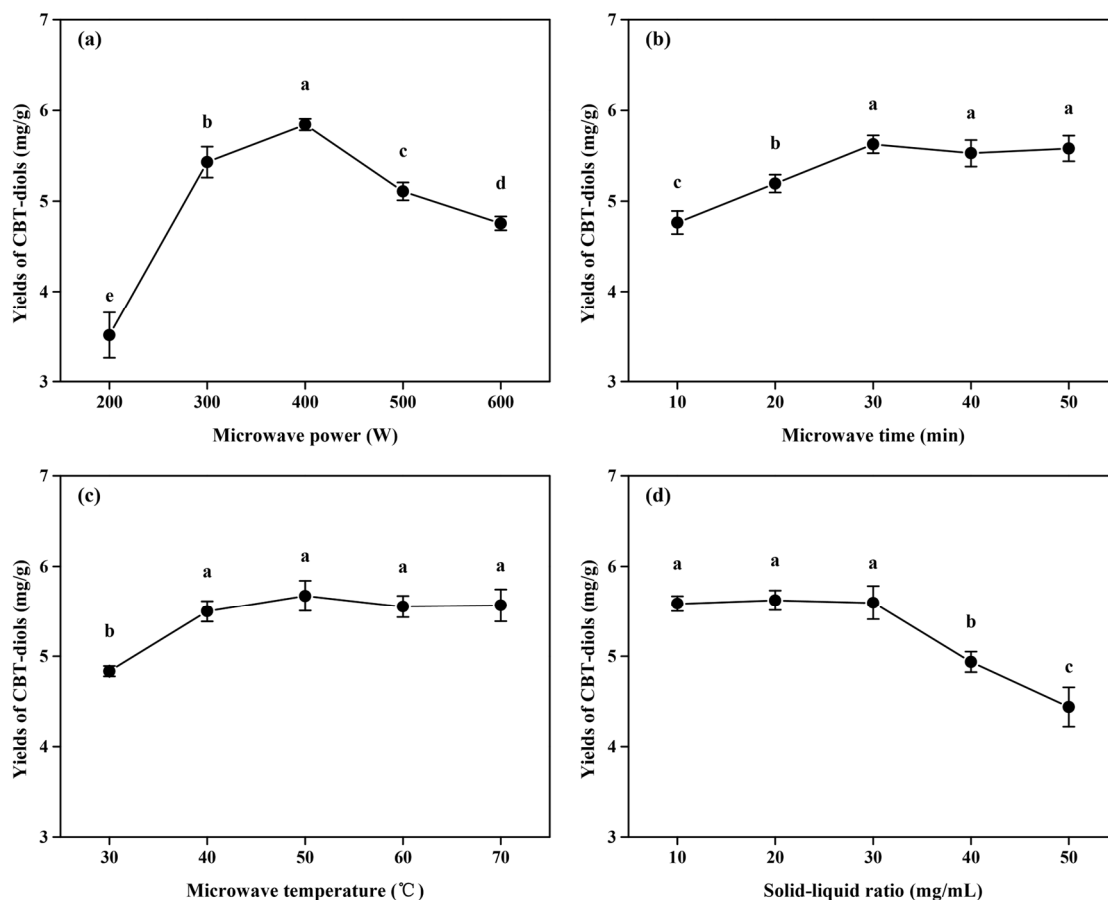 (a)
Yields of CBT-diols (mg/g)
7
6
5
4
3
e
b
a
c
d
200 300 400 500 600
Microwave power (W)
(b)
Yields of CBT-diols (mg/g)
7
6
5
4
3
c
b
a
a
a
10 20 30 40 50
Microwave time (min)
(c)
Yields of CBT-diols (mg/g)
7
6
5
4
3
b
a
a
a
a
30 40 50 60 70
Microwave temperature (℃)
(d)
Yields of CBT-diols (mg/g)
7
6
5
4
3
a
a
a
b
c
10 20 30 40 50
Solid-liquid ratio (mg/mL)